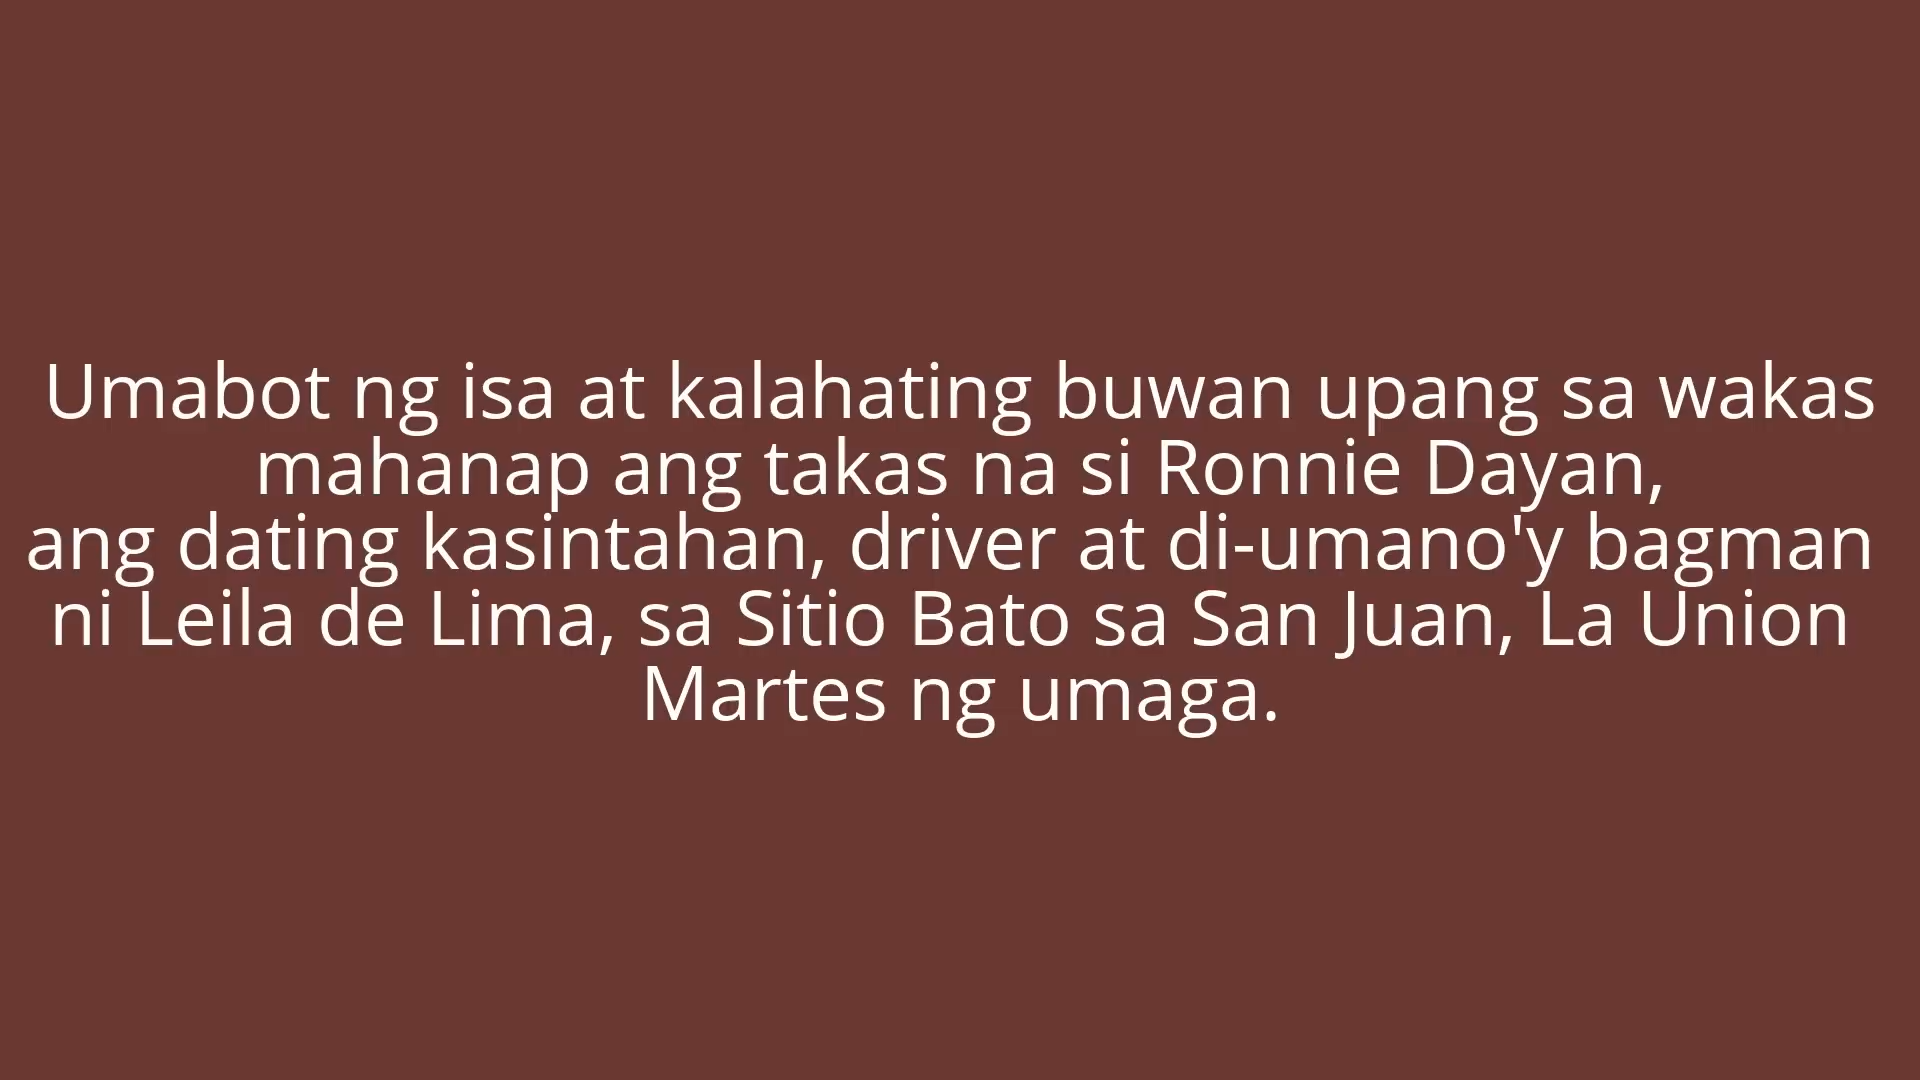 Umabot ng isa at kalahating buwan upang sa wakas
mahanap ang takas na si Ronnie Dayan,
ang dating kasintahan, driver at di-umano'y bagman
ni Leila de Lima, sa Sitio Bato sa San Juan, La Union
Martes ng umaga.